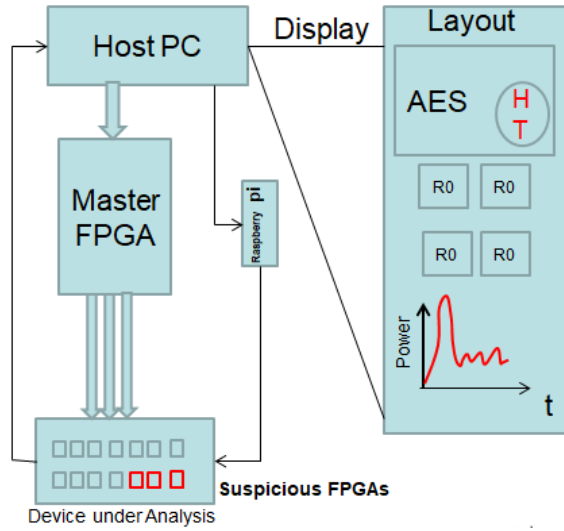 Host PC
Display
Layout
AES
H
T
Master
FPGA
Raspberry pi
R0
R0
R0
R0
Power
t
Suspicious FPGAs
Device under Analysis